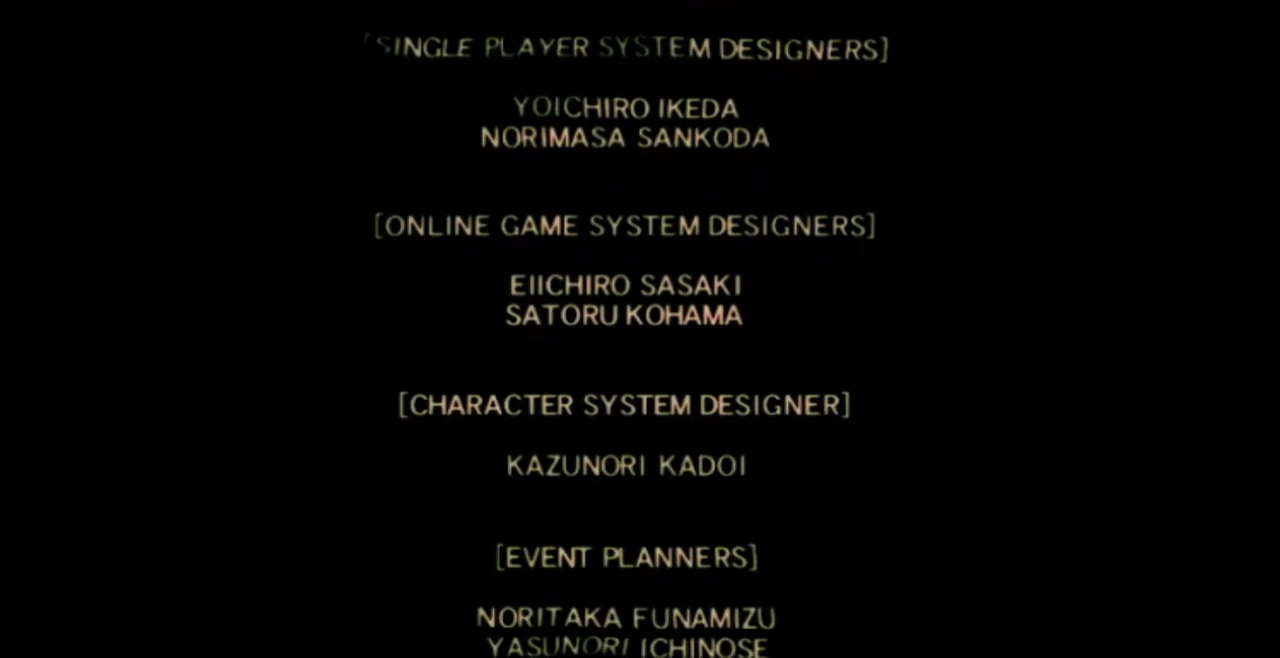 [SINGLE PLAYER SYSTEM DESIGNERS]
YOICHIRO IKEDA
NORIMASA SANKODA
[ONLINE GAME SYSTEM DESIGNERS]
EIICHIRO SASAKI
SATORU KOHAMA
[CHARACTER SYSTEM DESIGNER]
KAZUNORI KADOI
[EVENT PLANNERS]
NORITAKA FUNAMIZU
YASUNORI ICHINOSE